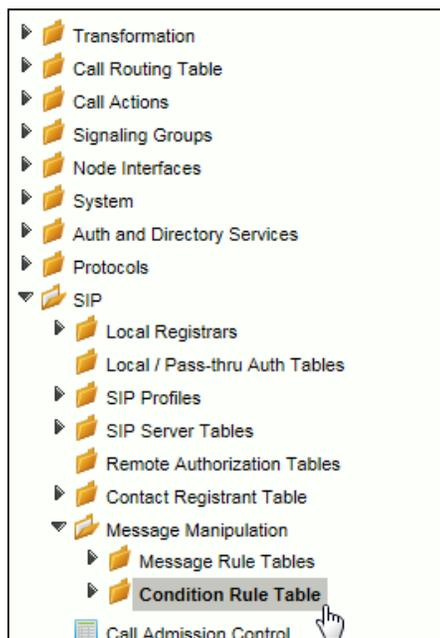 Transformation
Call Routing Table
Call Actions
Signaling Groups
Node Interfaces
System
Auth and Directory Services
Protocols
SIP
Local Registrars
Local / Pass-thru Auth Tables
SIP Profiles
SIP Server Tables
Remote Authorization Tables
Contact Registrant Table
Message Manipulation
Message Rule Tables
Condition Rule Table
Call Admission Control